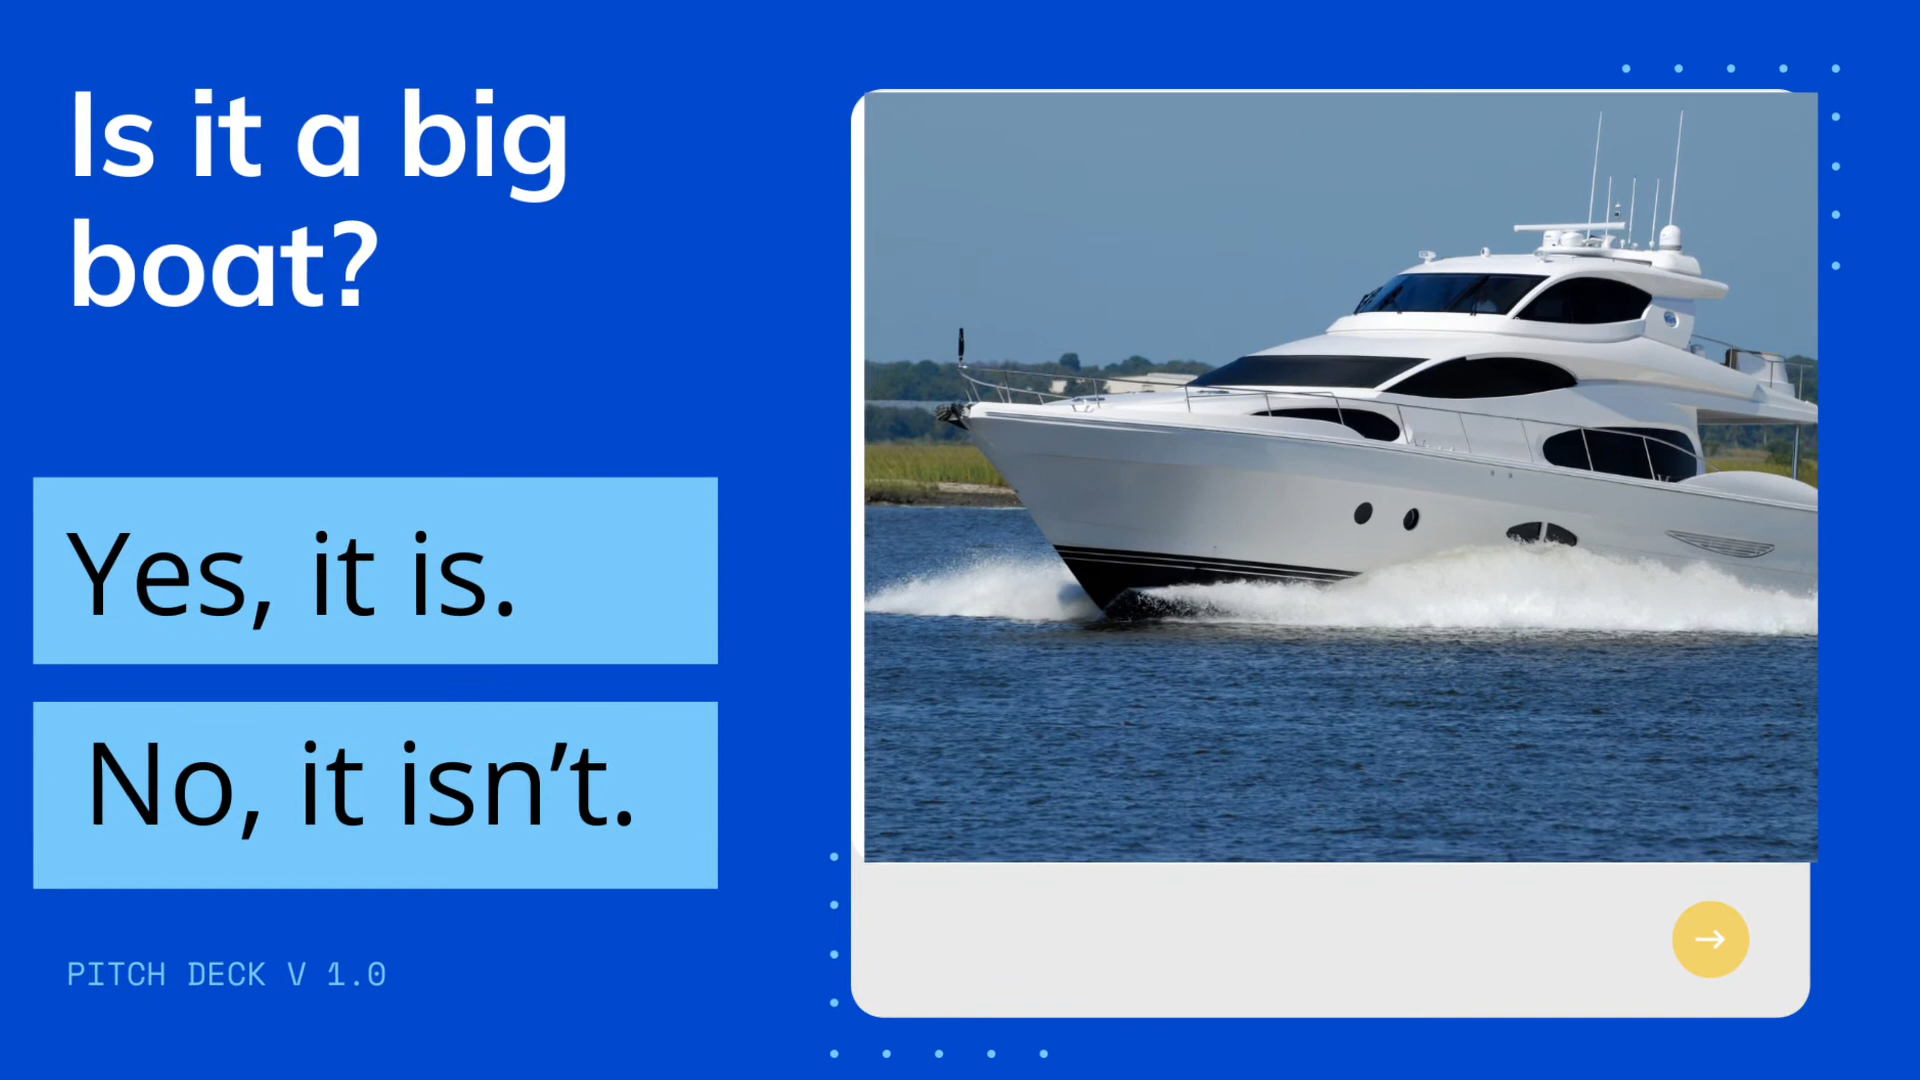 Is it a big
boat?
Yes, it is.
No, it isn’t.
PITCH DECK V 1.0